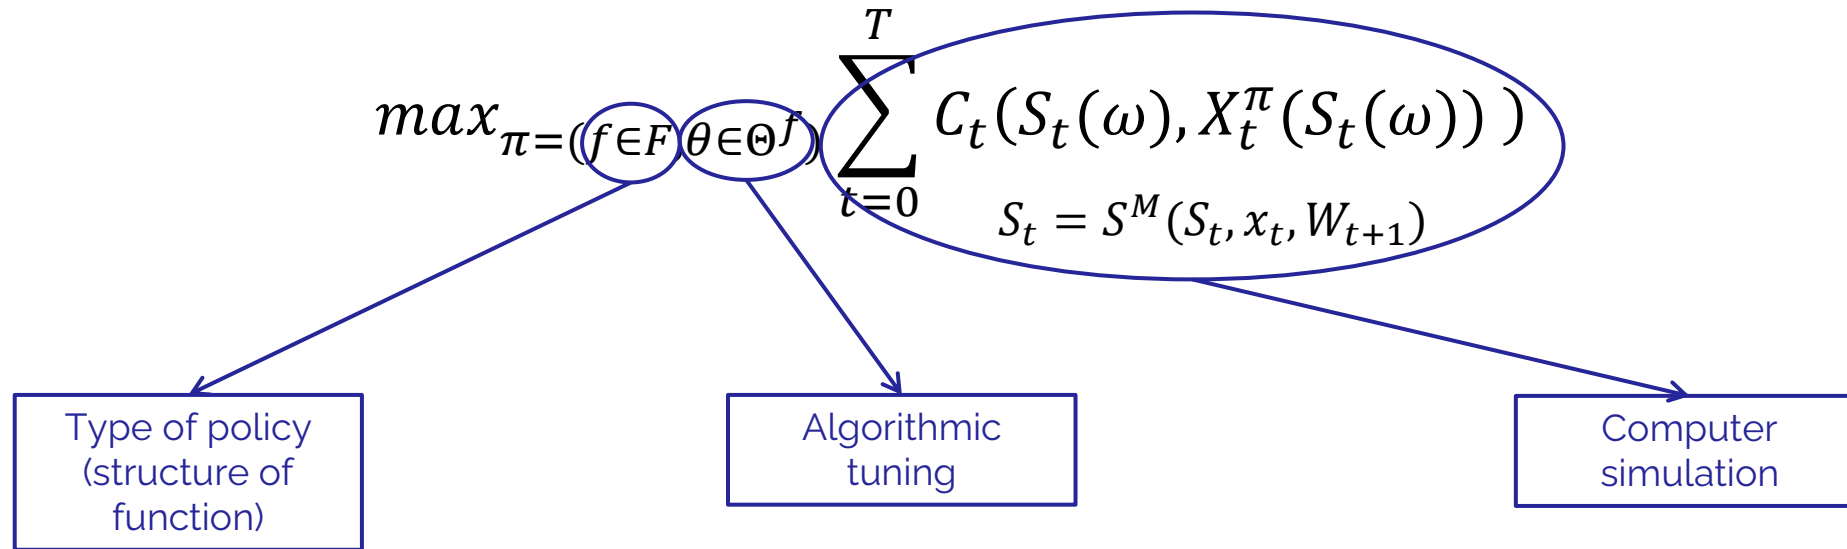 max_{π=(f∈F, θ∈Θ^f)} ∑_{t=0}^{T} C_t(S_t(ω), X_t^π(S_t(ω)) )
S_t = S^M(S_t, x_t, W_{t+1})
Type of policy
(structure of
function)
Algorithmic
tuning
Computer
simulation